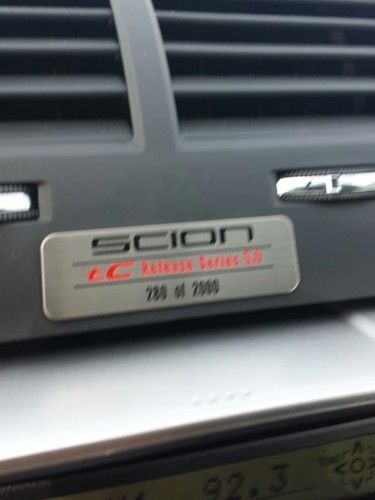 SCION
tC Release Series 5.0
280 of 2000
92.3